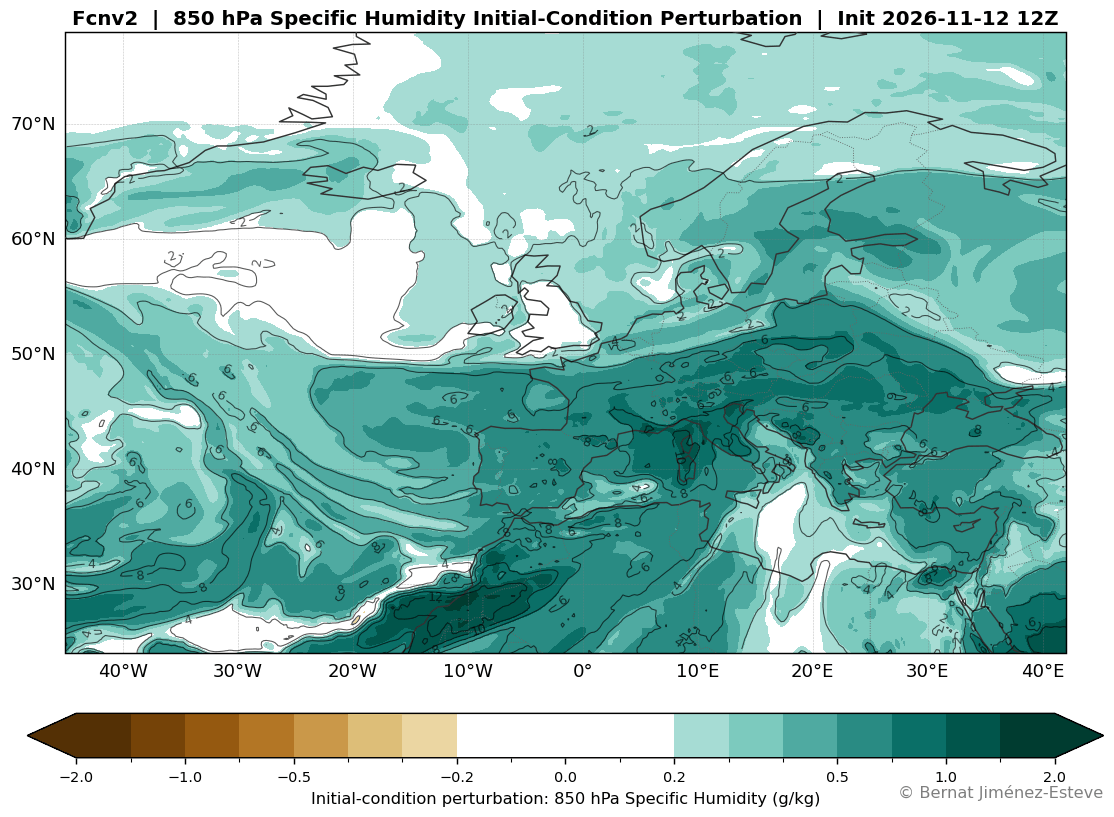 Fcnv2 | 850 hPa Specific Humidity Initial-Condition Perturbation | Init 2026-11-12 12Z
70°N
60°N
50°N
40°N
30°N
40°W 30°W 20°W 10°W 0° 10°E 20°E 30°E 40°E
−2.0 −1.0 −0.5 −0.2 0.0 0.2 0.5 1.0 2.0
Initial-condition perturbation: 850 hPa Specific Humidity (g/kg)
© Bernat Jiménez-Esteve